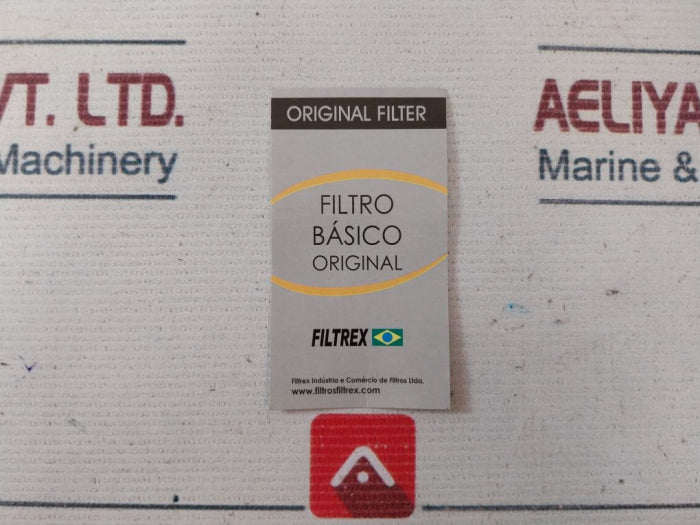 VT. LTD.
Machinery
AELIYA
Marine &
ORIGINAL FILTER
FILTRO
BÁSICO
ORIGINAL
FILTREX
Filtrex Indústria e Comércio de Filtros Ltda.
www.filtrosfiltrex.com